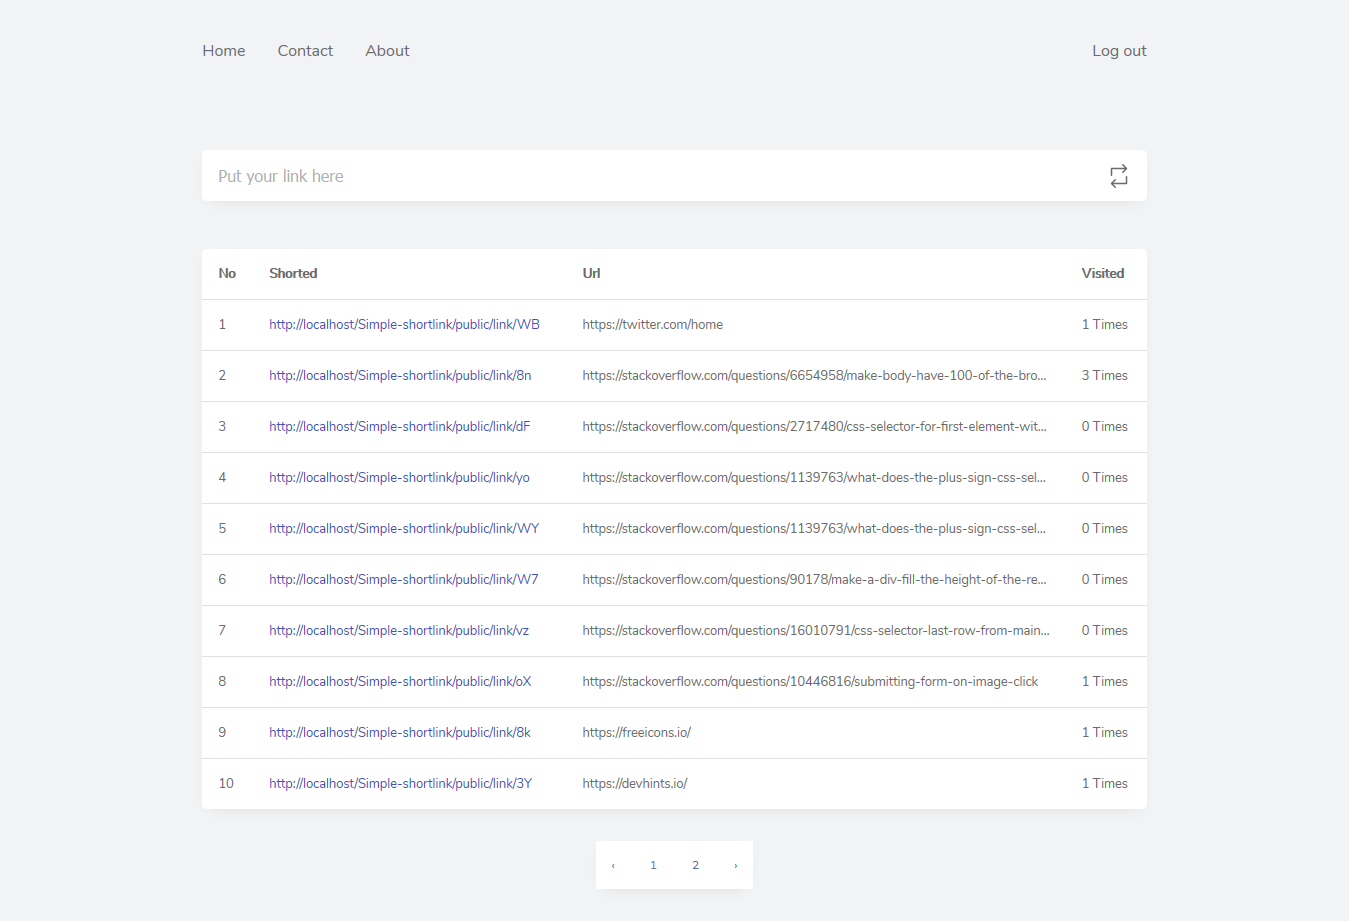 Home Contact About Log out
Put your link here
No Shorted Url Visited
1 http://localhost/Simple-shortlink/public/link/WB https://twitter.com/home 1 Times
2 http://localhost/Simple-shortlink/public/link/8n https://stackoverflow.com/questions/6654958/make-body-have-100-of-the-bro... 3 Times
3 http://localhost/Simple-shortlink/public/link/dF https://stackoverflow.com/questions/2717480/css-selector-for-first-element-wit... 0 Times
4 http://localhost/Simple-shortlink/public/link/yo https://stackoverflow.com/questions/1139763/what-does-the-plus-sign-css-sel... 0 Times
5 http://localhost/Simple-shortlink/public/link/WY https://stackoverflow.com/questions/1139763/what-does-the-plus-sign-css-sel... 0 Times
6 http://localhost/Simple-shortlink/public/link/W7 https://stackoverflow.com/questions/90178/make-a-div-fill-the-height-of-the-re... 0 Times
7 http://localhost/Simple-shortlink/public/link/vz https://stackoverflow.com/questions/16010791/css-selector-last-row-from-main... 0 Times
8 http://localhost/Simple-shortlink/public/link/oX https://stackoverflow.com/questions/10446816/submitting-form-on-image-click 1 Times
9 http://localhost/Simple-shortlink/public/link/8k https://freeicons.io/ 1 Times
10 http://localhost/Simple-shortlink/public/link/3Y https://devhints.io/ 1 Times
‹ 1 2 ›